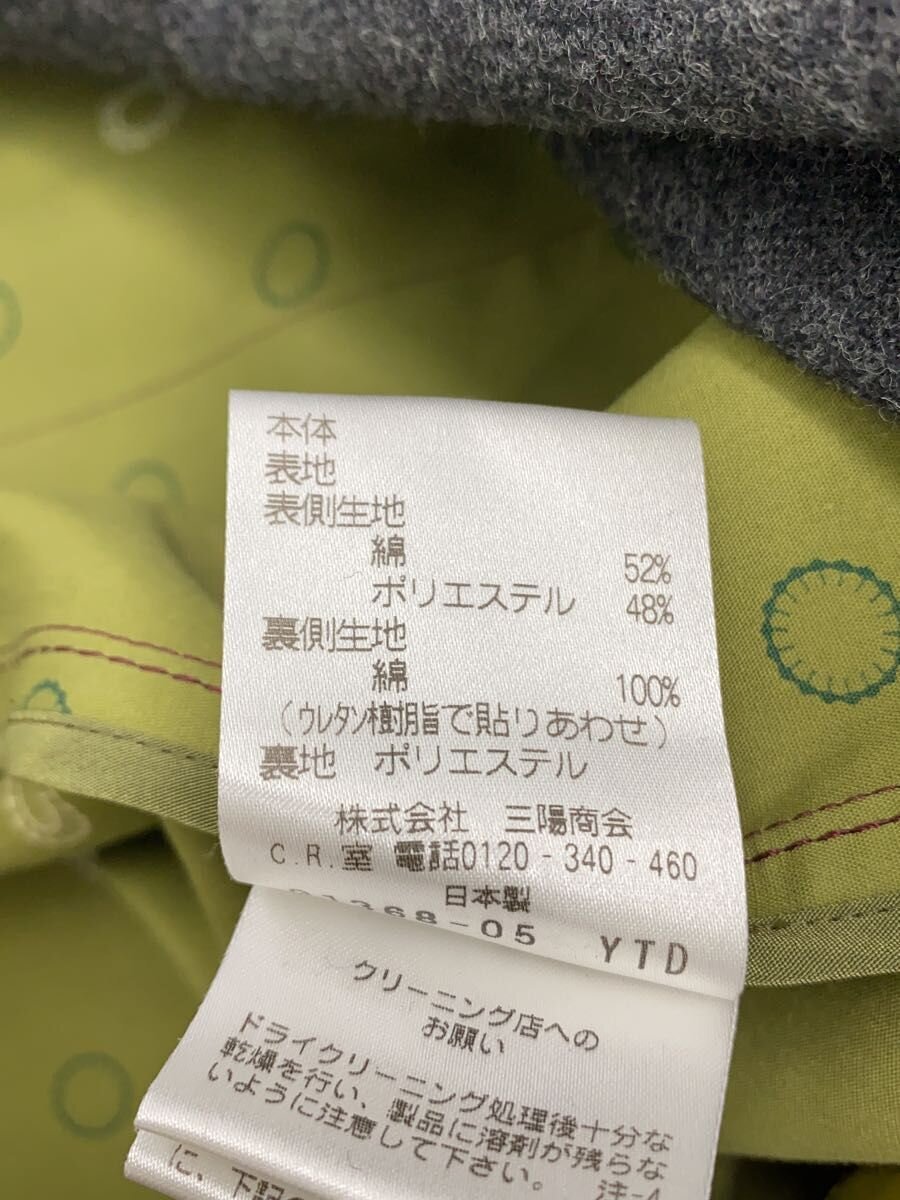 本体
表地
表側生地
綿 52%
ポリエステル 48%
裏側生地
綿 100%
(ウレタン樹脂で貼りあわせ)
裏地 ポリエステル
株式会社 三陽商会
C.R.室 電話0120-340-460
日本製
368-05 YTD
クリーニング店への
お願い
ドライクリーニング処理後十分な
乾燥を行い、製品に溶剤が残らな
いように注意して下さい。
に、下記の